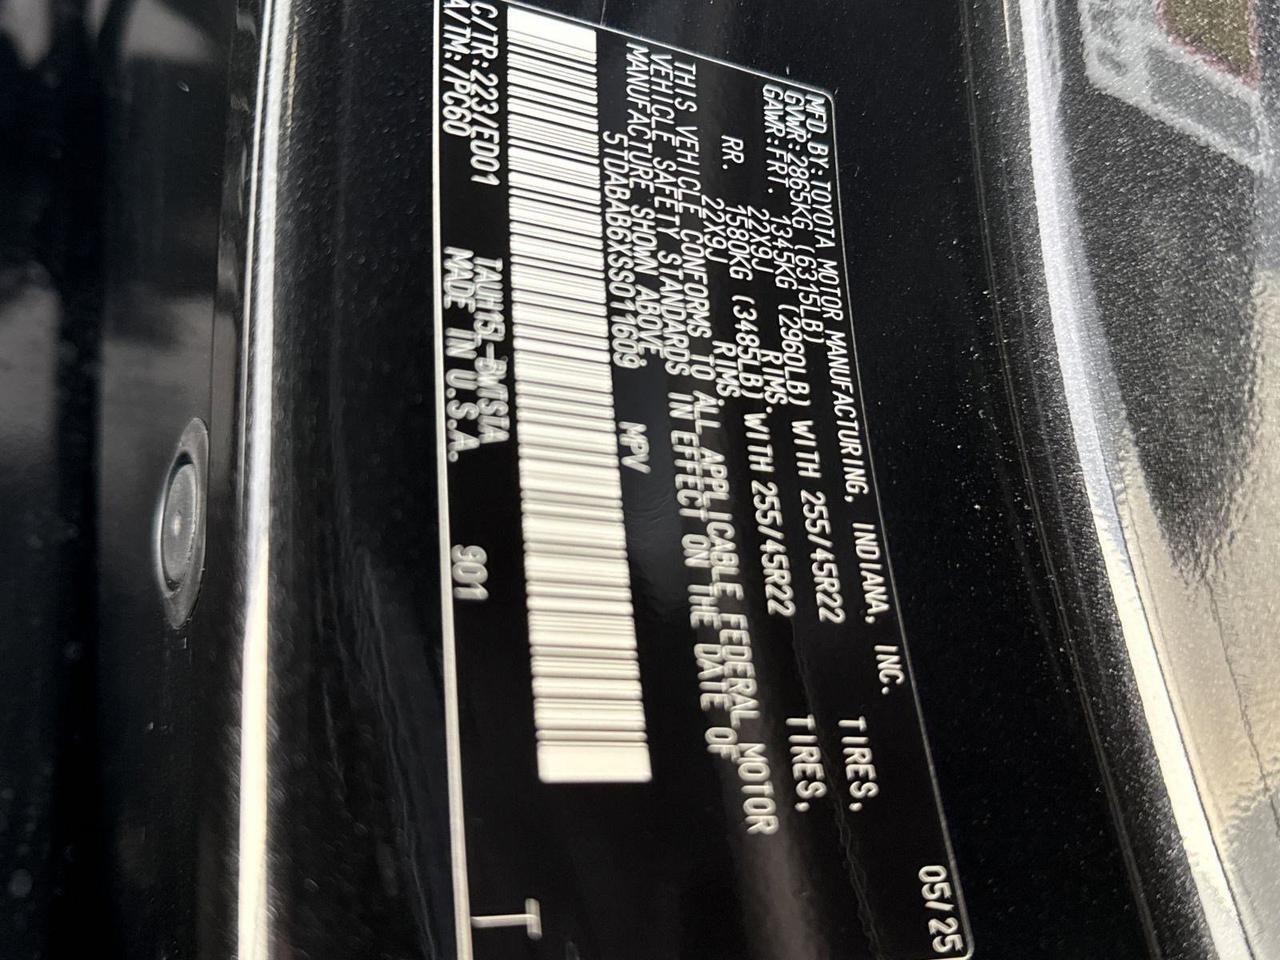 MFD BY: TOYOTA MOTOR MANUFACTURING, INDIANA, INC. 05/25
GVWR: 2865KG (6315LB)
GAWR: FRT. 1345KG (2960LB) WITH 255/45R22 TIRES,
22X9J RIMS.
RR. 1580KG (3485LB) WITH 255/45R22 TIRES,
22X9J RIMS.
THIS VEHICLE CONFORMS TO ALL APPLICABLE FEDERAL MOTOR
VEHICLE SAFETY STANDARDS IN EFFECT ON THE DATE OF
MANUFACTURE SHOWN ABOVE.
5TDABAB6XSS011609 MPV
C/TR: 223/ED01
A/TM: /PC60 MADE IN U.S.A. 901